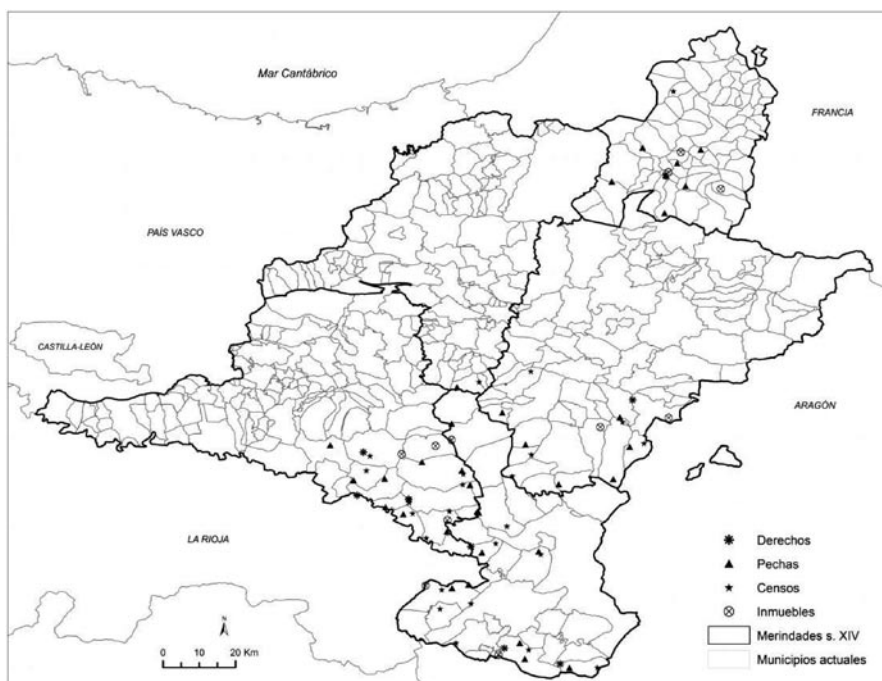 Mar Cantábrico
FRANCIA
PAÍS VASCO
CASTILLA-LEÓN
ARAGÓN
LA RIOJA
N
0 10 20 Km
Derechos
Pechas
Censos
Inmuebles
Merindades s. XIV
Municipios actuales